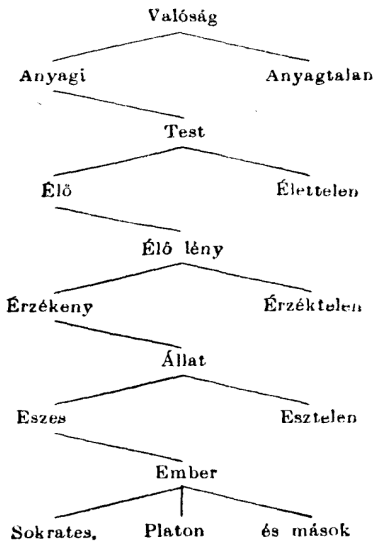 Valóság
Anyagi Anyagtalan
Test
Élő Élettelen
Élő lény
Érzékeny Érzéktelen
Állat
Eszes Esztelen
Ember
Sokrates, Platon és mások